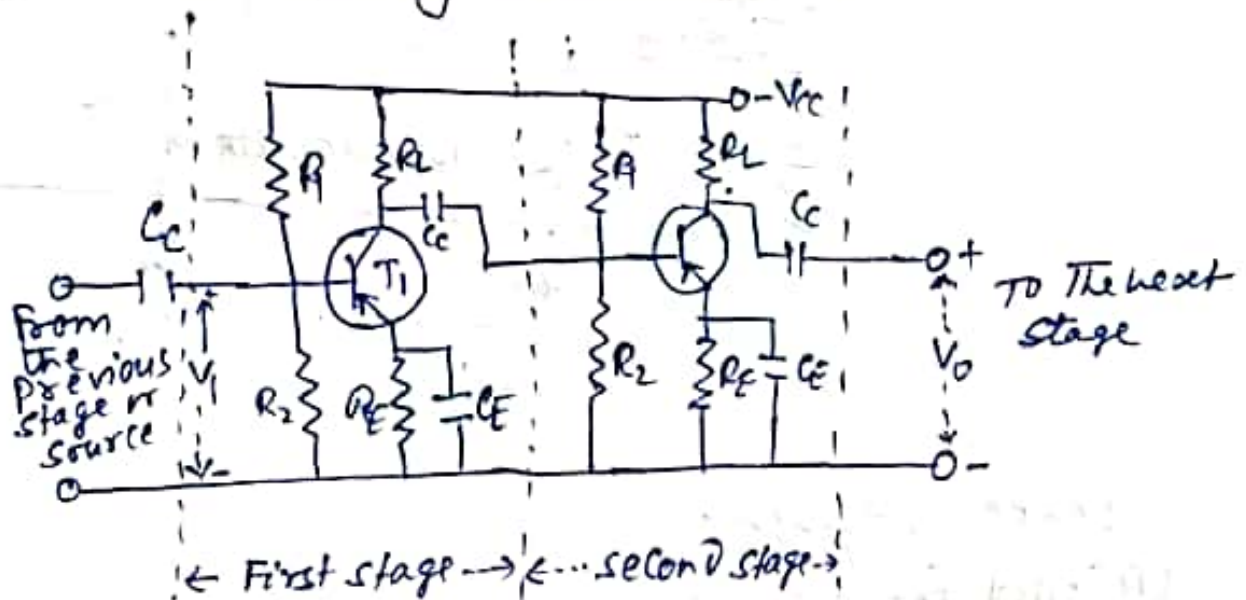 -Vcc
R1
RL
R1
RL
Cc
Cc
Cc
T1
+
+
From
the
previous
stage or
source
V1
R2
RE
CE
R2
RE
CE
Vo
To The next
stage
-
-
First stage
second stage